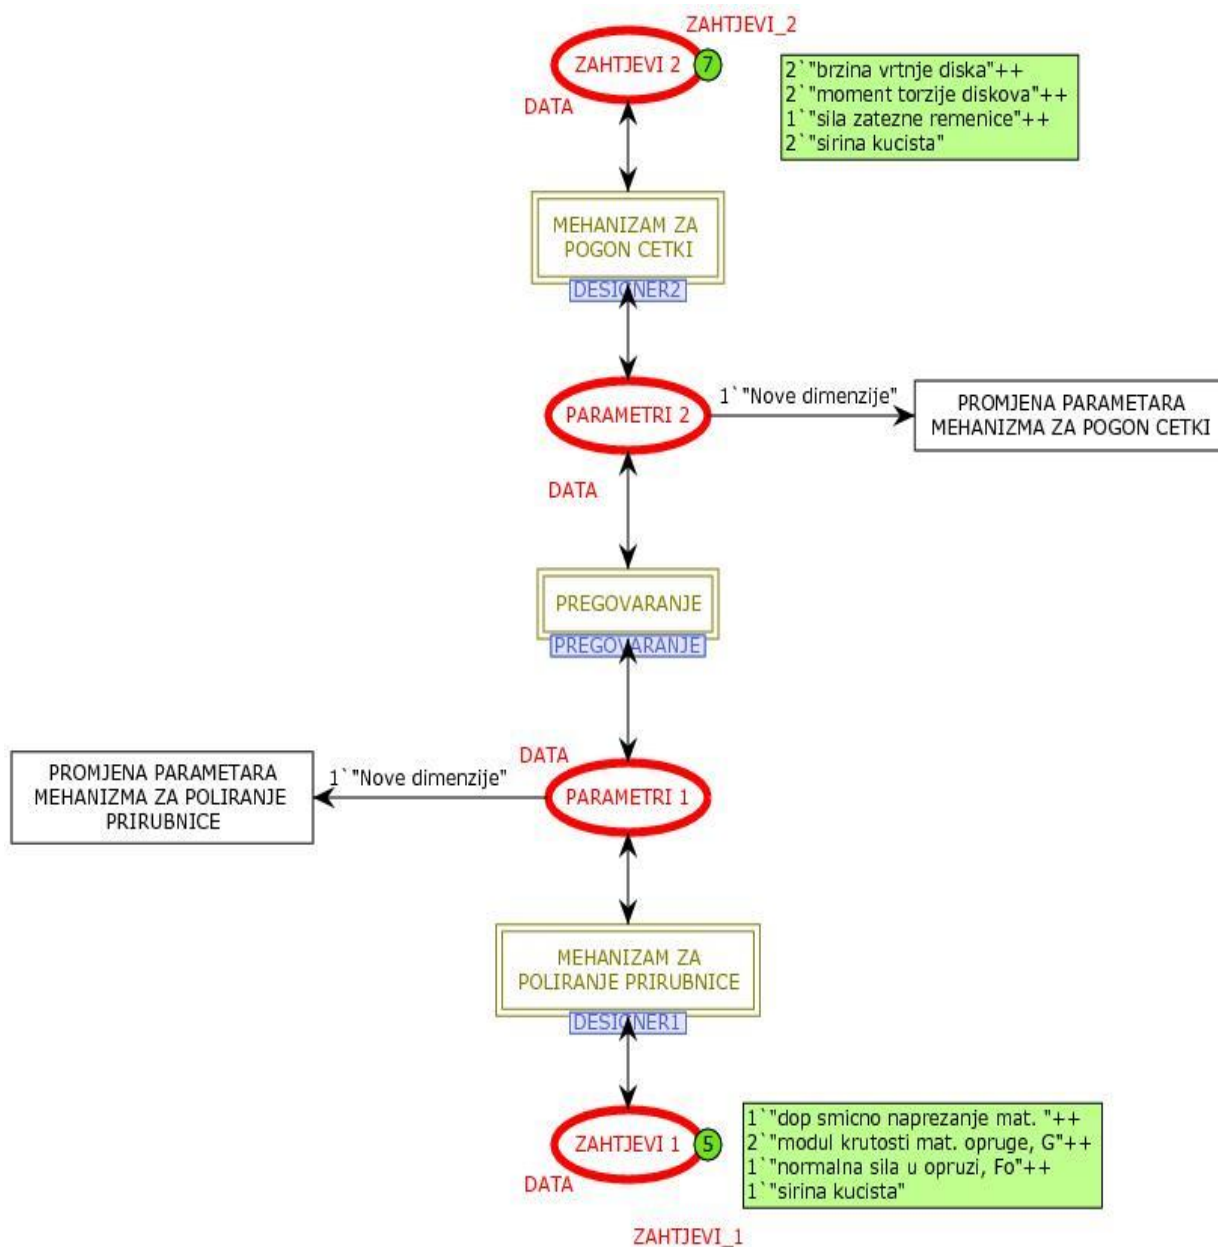 ZAHTJEVI_2
ZAHTJEVI 2
7
DATA
2`"brzina vrtnje diska"++
2`"moment torzije diskova"++
1`"sila zatezne remenice"++
2`"sirina kucista"
MEHANIZAM ZA
POGON CETKI
DESIGNER2
PARAMETRI 2
1`"Nove dimenzije"
PROMJENA PARAMETARA
MEHANIZMA ZA POGON CETKI
DATA
PREGOVARANJE
PREGOVARANJE
DATA
PROMJENA PARAMETARA
MEHANIZMA ZA POLIRANJE
PRIRUBNICE
1`"Nove dimenzije"
PARAMETRI 1
MEHANIZAM ZA
POLIRANJE PRIRUBNICE
DESIGNER1
ZAHTJEVI 1
5
DATA
1`"dop smicno naprezanje mat. "++
2`"modul krutosti mat. opruge, G"++
1`"normalna sila u opruzi, Fo"++
1`"sirina kucista"
ZAHTJEVI_1